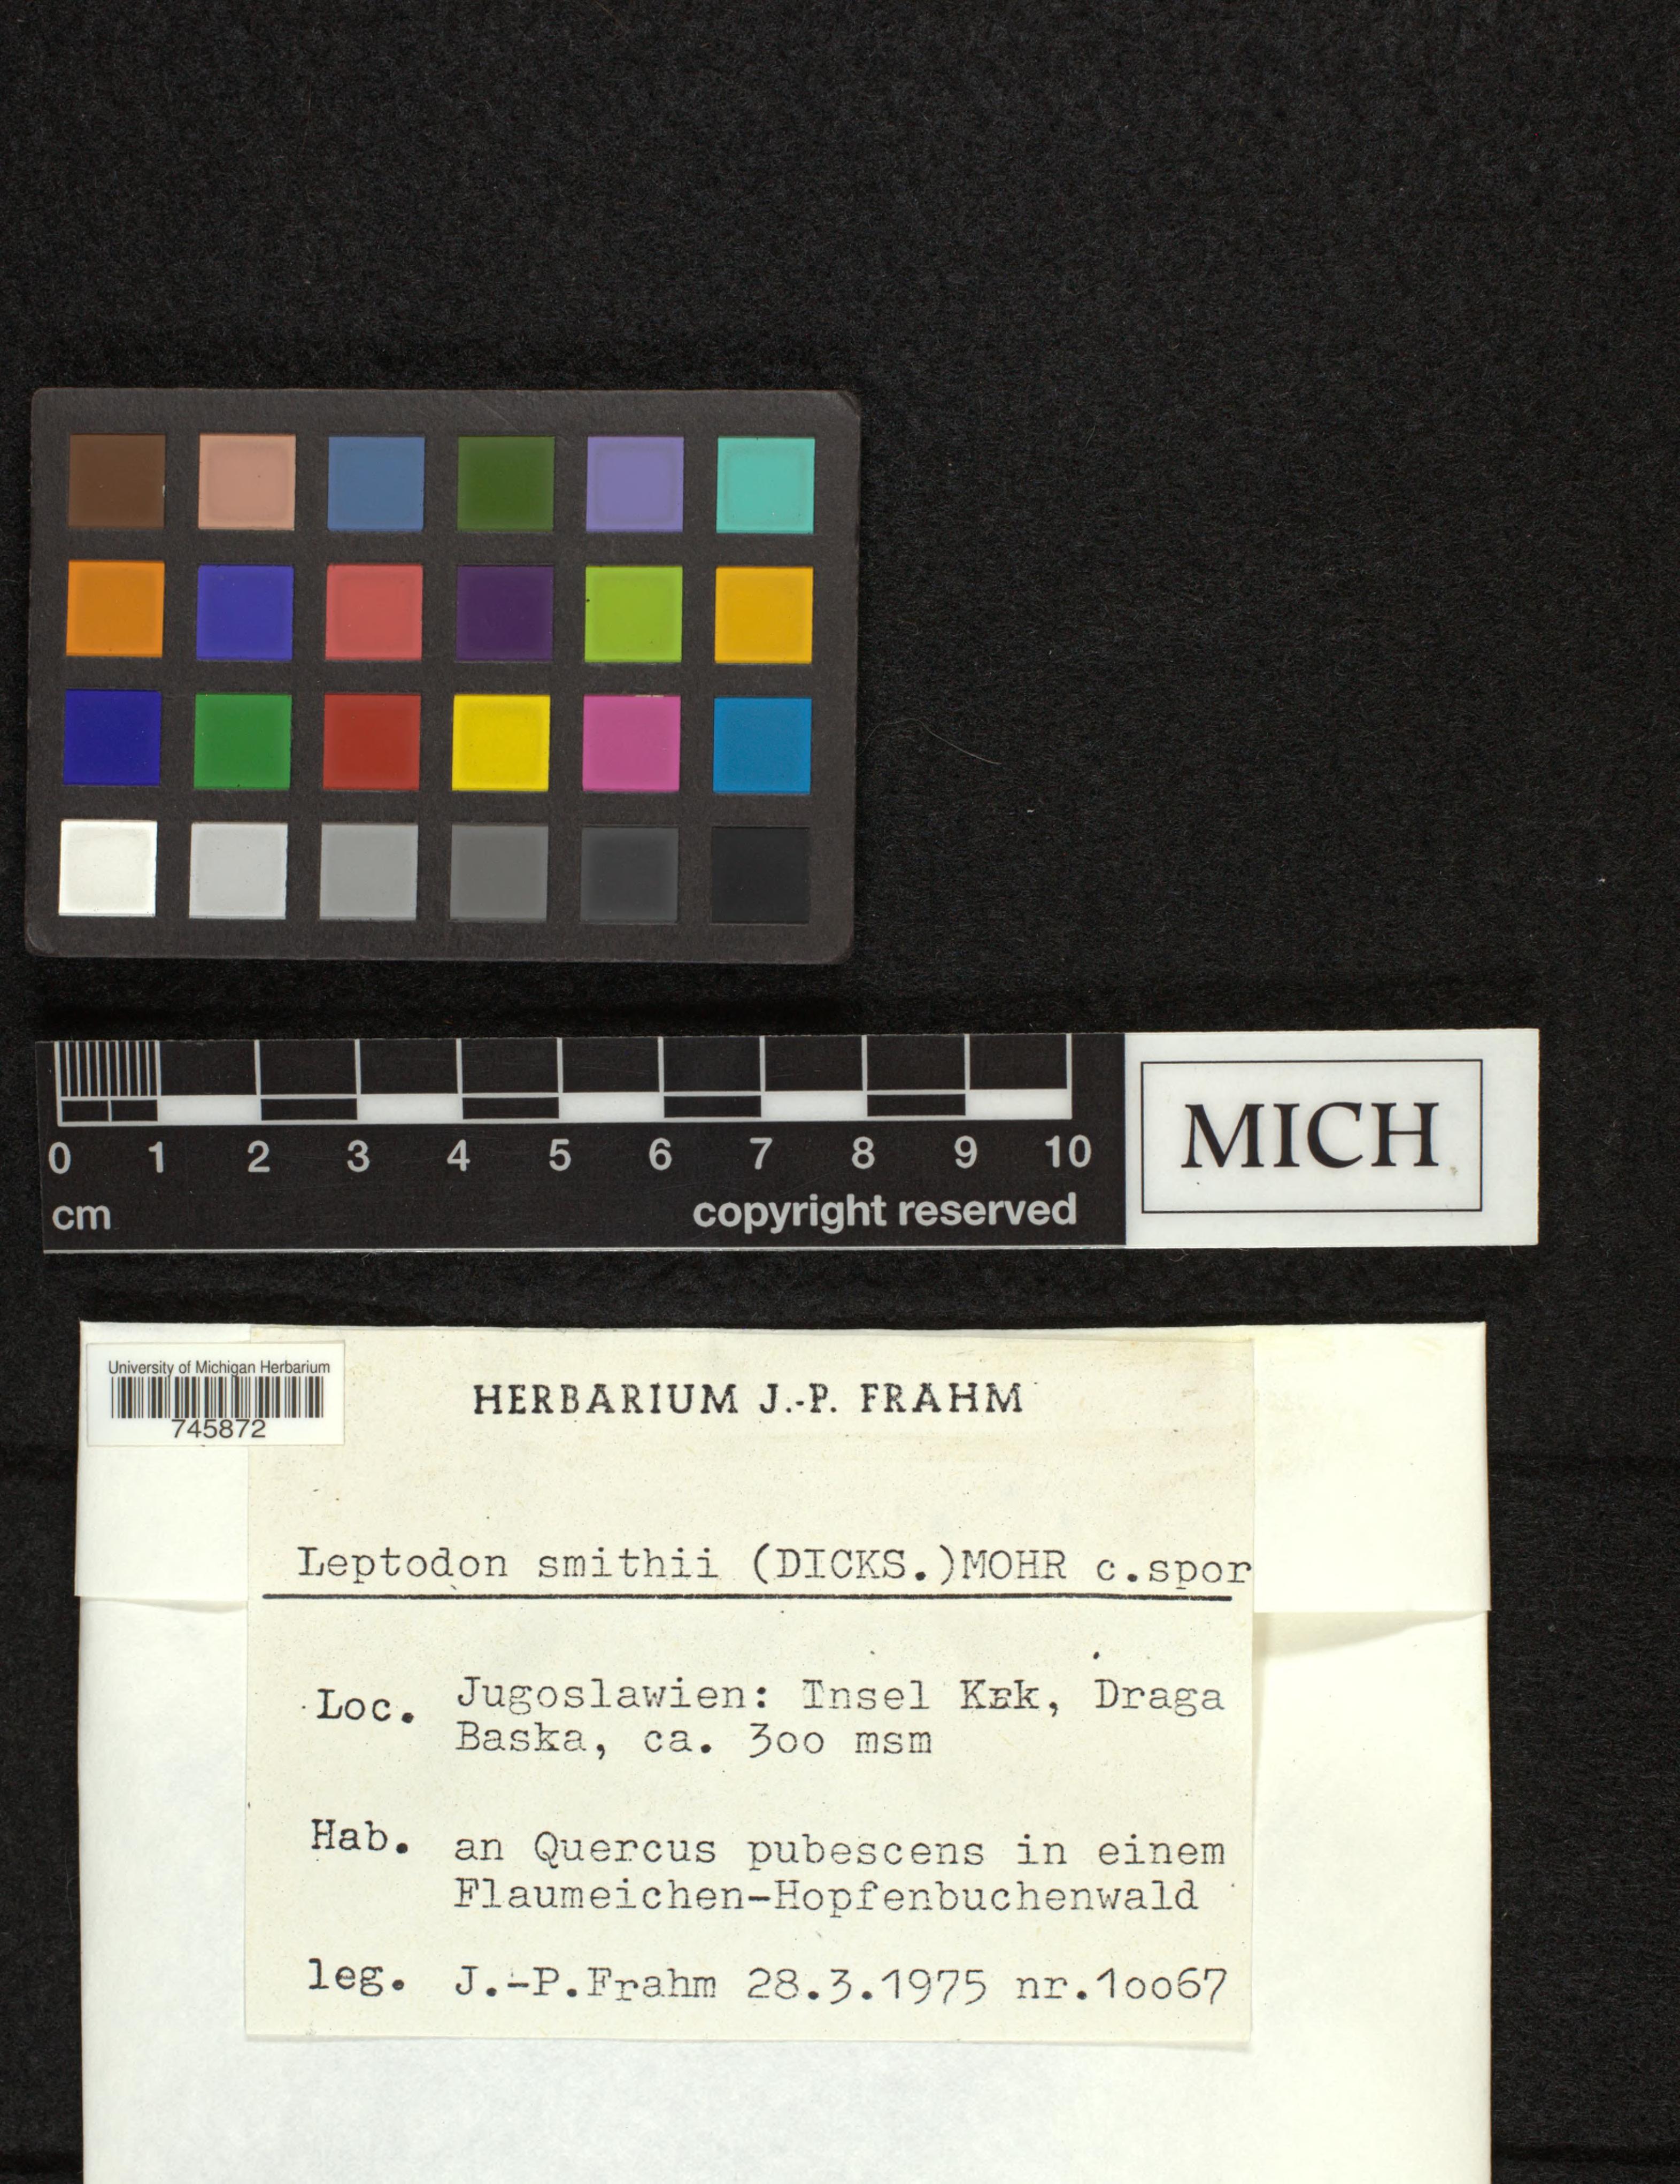 0 1 2 3 4 5 6 7 8 9 10
cm copyright reserved
MICH
University of Michigan Herbarium
745872
HERBARIUM J.-P. FRAHM
Leptodon smithii (DICKS.)MOHR c.spor
Loc. Jugoslawien: Insel Krk, Draga
Baska, ca. 300 msm
Hab. an Quercus pubescens in einem
Flaumeichen-Hopfenbuchenwald
leg. J.-P.Frahm 28.3.1975 nr.10067